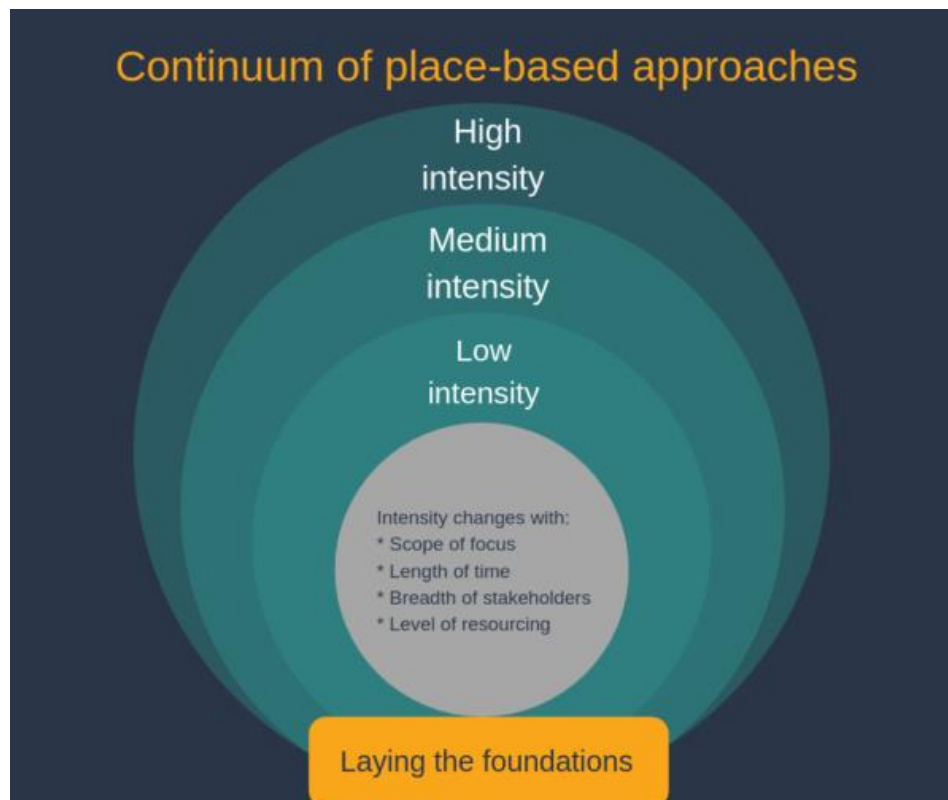 Continuum of place-based approaches
High
intensity
Medium
intensity
Low
intensity
Intensity changes with:
* Scope of focus
* Length of time
* Breadth of stakeholders
* Level of resourcing
Laying the foundations